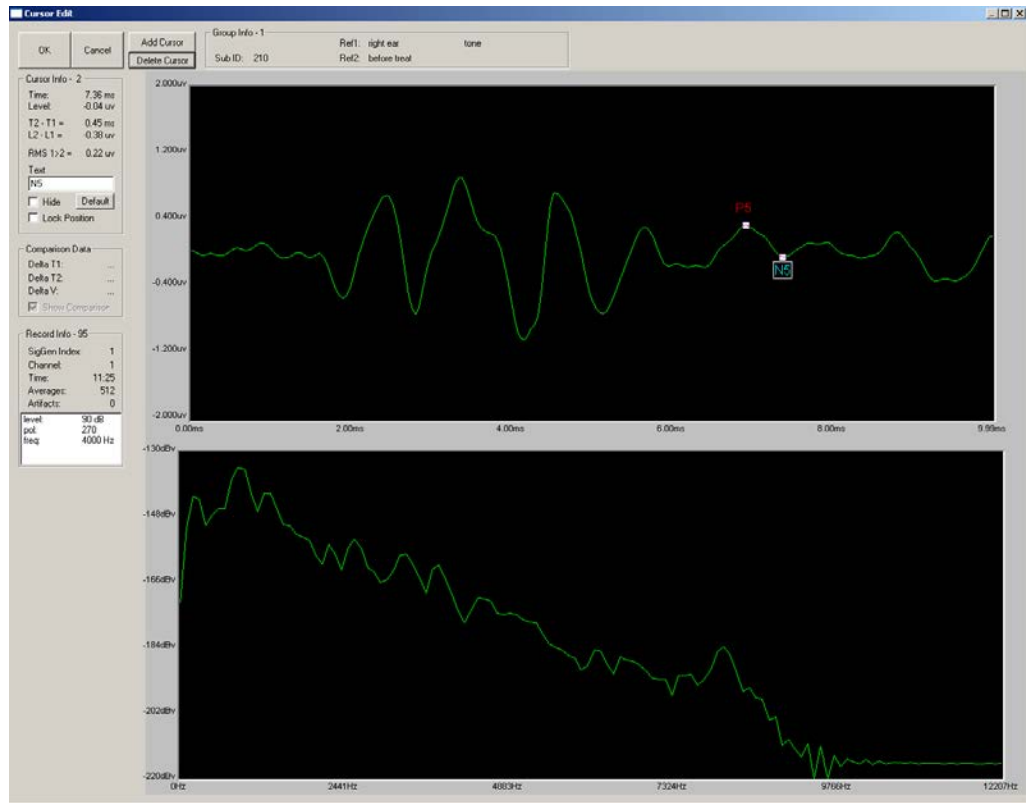 Cursor Edit
OK
Cancel
Add Cursor
Delete Cursor
Group Info - 1
Sub ID: 210
Ref1: right ear tone
Ref2: before treat
Cursor Info - 2
Time: 7.36 ms
Level: -0.04 uv
T2 - T1 = 0.45 ms
L2 - L1 = -0.38 uv
RMS 1>2 = 0.22 uv
Text
N5
Hide
Default
Lock Position
Comparison Data
Delta T1: ...
Delta T2: ...
Delta V: ...
Show Comparison
Record Info - 95
SigGen Index 1
Channel: 1
Time: 11:25
Averages: 512
Artifacts: 0
level: 90 dB
pol: 270
freq: 4000 Hz
2.000uv
1.200uv
0.400uv
-0.400uv
-1.200uv
-2.000uv
P5
N5
0.00ms 2.00ms 4.00ms 6.00ms 8.00ms 9.99ms
-130dBv
-148dBv
-166dBv
-184dBv
-202dBv
-220dBv
0Hz 2441Hz 4883Hz 7324Hz 9766Hz 12207Hz